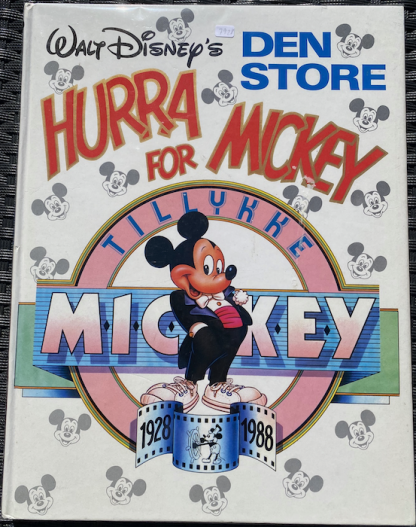 WALT DISNEY'S
DEN
STORE
HURRA
FOR MICKEY
TILLYKKE
MICKEY
1928 1988